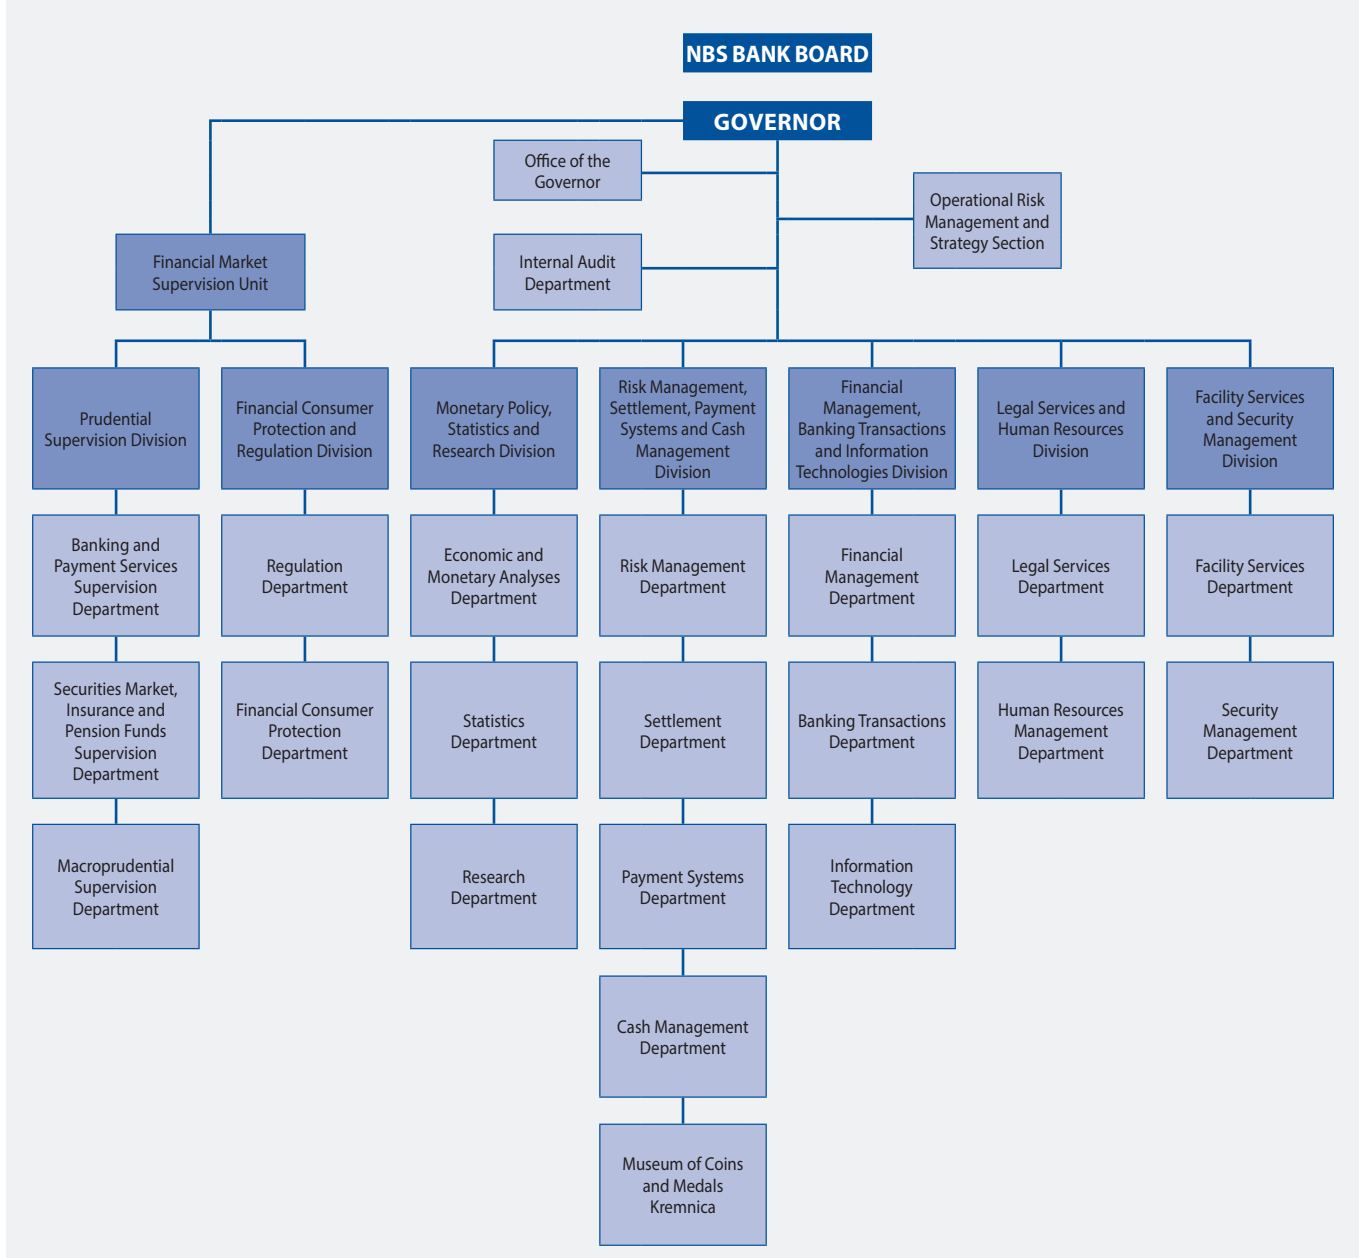 NBS BANK BOARD
GOVERNOR
Office of the
Governor
Operational Risk
Management and
Strategy Section
Financial Market
Supervision Unit
Internal Audit
Department
Prudential
Supervision Division
Financial Consumer
Protection and
Regulation Division
Monetary Policy,
Statistics and
Research Division
Risk Management,
Settlement, Payment
Systems and Cash
Management
Division
Financial
Management,
Banking Transactions
and Information
Technologies Division
Legal Services and
Human Resources
Division
Facility Services
and Security
Management
Division
Banking and
Payment Services
Supervision
Department
Regulation
Department
Economic and
Monetary Analyses
Department
Risk Management
Department
Financial
Management
Department
Legal Services
Department
Facility Services
Department
Securities Market,
Insurance and
Pension Funds
Supervision
Department
Financial Consumer
Protection
Department
Statistics
Department
Settlement
Department
Banking Transactions
Department
Human Resources
Management
Department
Security
Management
Department
Macroprudential
Supervision
Department
Research
Department
Payment Systems
Department
Information
Technology
Department
Cash Management
Department
Museum of Coins
and Medals
Kremnica